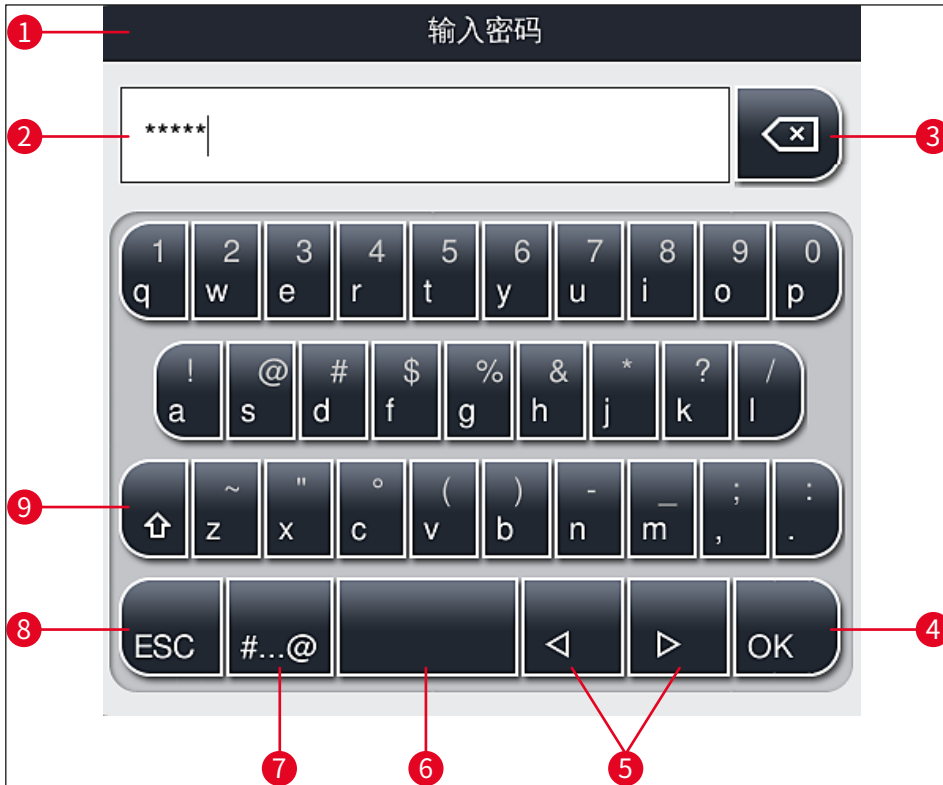 1 输入密码
2 ***** 3
1 2 3 4 5 6 7 8 9 0
q w e r t y u i o p
! @ # $ % & * ? /
a s d f g h j k l
~ " ° ( ) - _ ; :
9 z x c v b n m , .
8 ESC #...@ OK 4
7 6 5